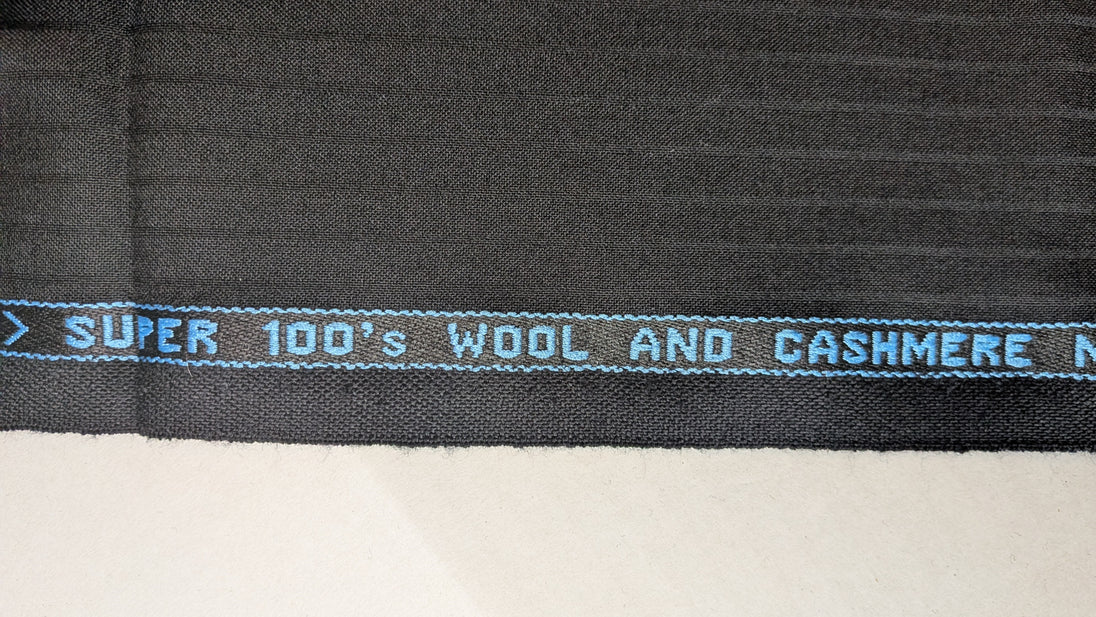 > SUPER 100's WOOL AND CASHMERE